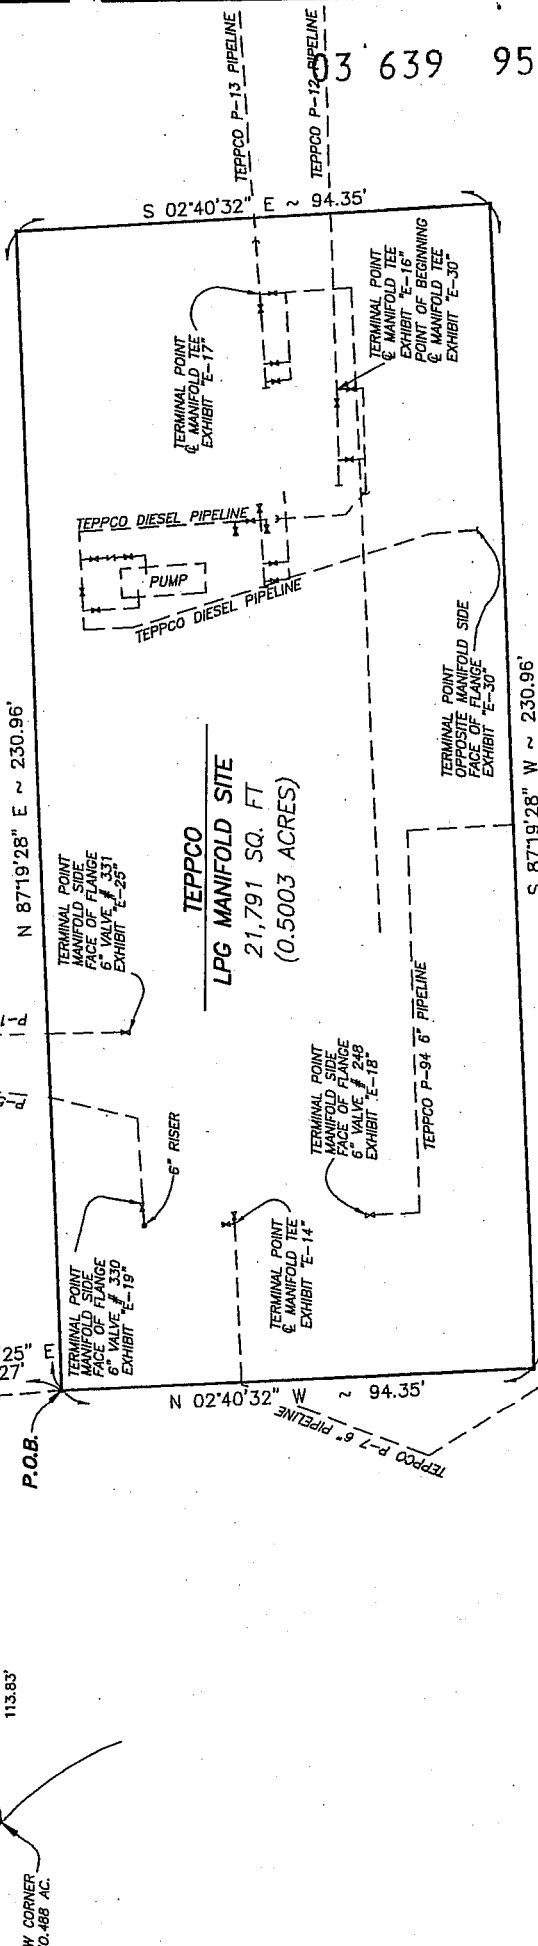 03 639 95
TEPPCO P-13 PIPELINE
TEPPCO P-12 PIPELINE
S 02°40'32" E ~ 94.35'
TERMINAL POINT
℄ MANIFOLD TEE
EXHIBIT "E-17"
TERMINAL POINT
℄ MANIFOLD TEE
EXHIBIT "E-16"
POINT OF BEGINNING
℄ MANIFOLD TEE
EXHIBIT "E-30"
TEPPCO DIESEL PIPELINE
PUMP
TEPPCO DIESEL PIPELINE
TERMINAL POINT
OPPOSITE MANIFOLD SIDE
FACE OF FLANGE
EXHIBIT "E-30"
N 87°19'28" E ~ 230.96'
S 87°19'28" W ~ 230.96'
TEPPCO
LPG MANIFOLD SITE
21,791 SQ. FT
(0.5003 ACRES)
TERMINAL POINT
MANIFOLD SIDE
FACE OF FLANGE
6" VALVE # 331
EXHIBIT "E-25"
P-1
6" RISER
TERMINAL POINT
MANIFOLD SIDE
FACE OF FLANGE
6" VALVE # 248
EXHIBIT "E-18"
TEPPCO P-94 6" PIPELINE
TERMINAL POINT
MANIFOLD SIDE
FACE OF FLANGE
6" VALVE # 330
EXHIBIT "E-19"
TERMINAL POINT
℄ MANIFOLD TEE
EXHIBIT "E-14"
25" E
27'
P.O.B.
N 02°40'32" W ~ 94.35'
TEPPCO P-7 6" PIPELINE
113.83'
W CORNER
0.488 AC.